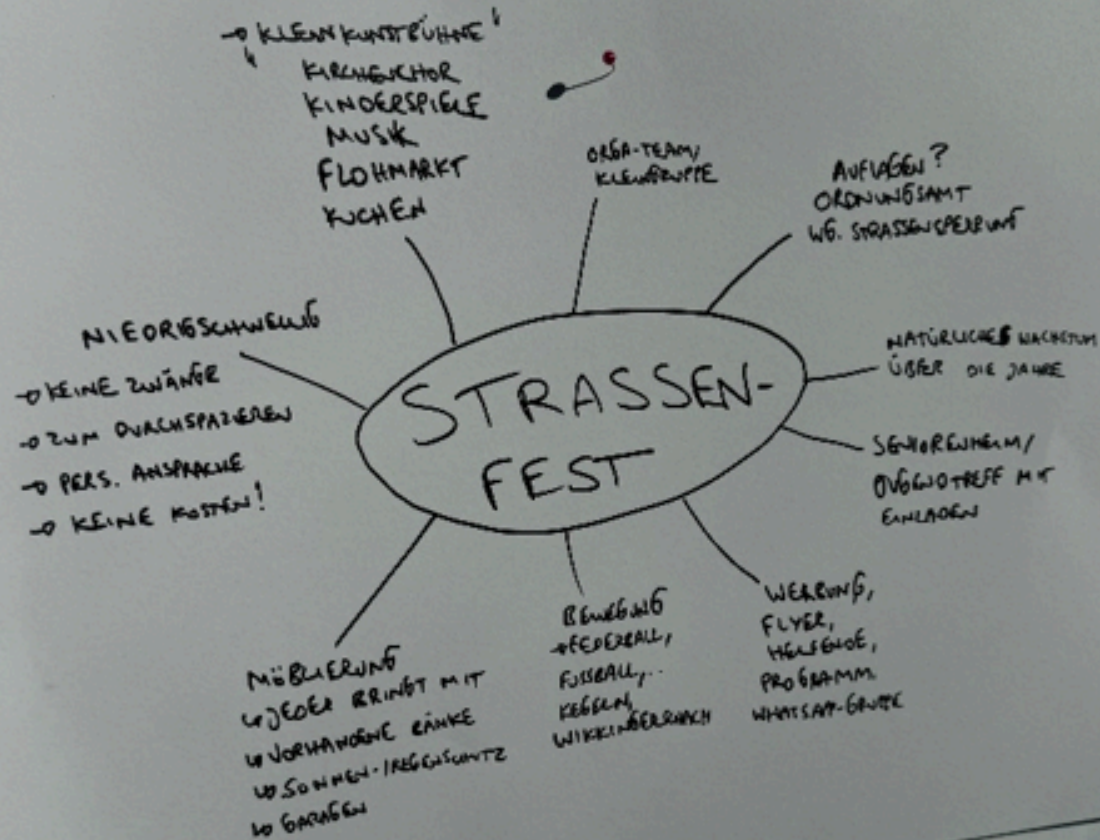 → "KLEINKUNSTBÜHNE"
KIRCHENCHOR
KINDERSPIELE
MUSIK
FLOHMARKT
KUCHEN
ORGA-TEAM/
KLEINGRUPPE
AUFLAGEN?
ORDNUNGSAMT
WG. STRASSENSPERRUNG
NATÜRLICHES WACHSTUM
ÜBER DIE JAHRE
SENIORENHEIM/
JUGENDTREFF MIT
EINLADEN
WERBUNG,
FLYER,
HELFENDE,
PROGRAMM
WHATSAPP-GRUPPE
BEWEGUNG
→FEDERBALL,
FUSSBALL,..
KEGELN,
WIKKINGERSCHACH
MÖBLIERUNG
↳ JEDER BRINGT MIT
↳ VORHANDENE BÄNKE
↳ SONNEN-/REGENSCHUTZ
↳ GARAGEN
NIEDRIGSCHWELLIG
→ KEINE ZWÄNGE
→ ZUM DURCHSPAZIEREN
→ PERS. ANSPRACHE
→ KEINE KOSTEN!
STRASSEN-
FEST